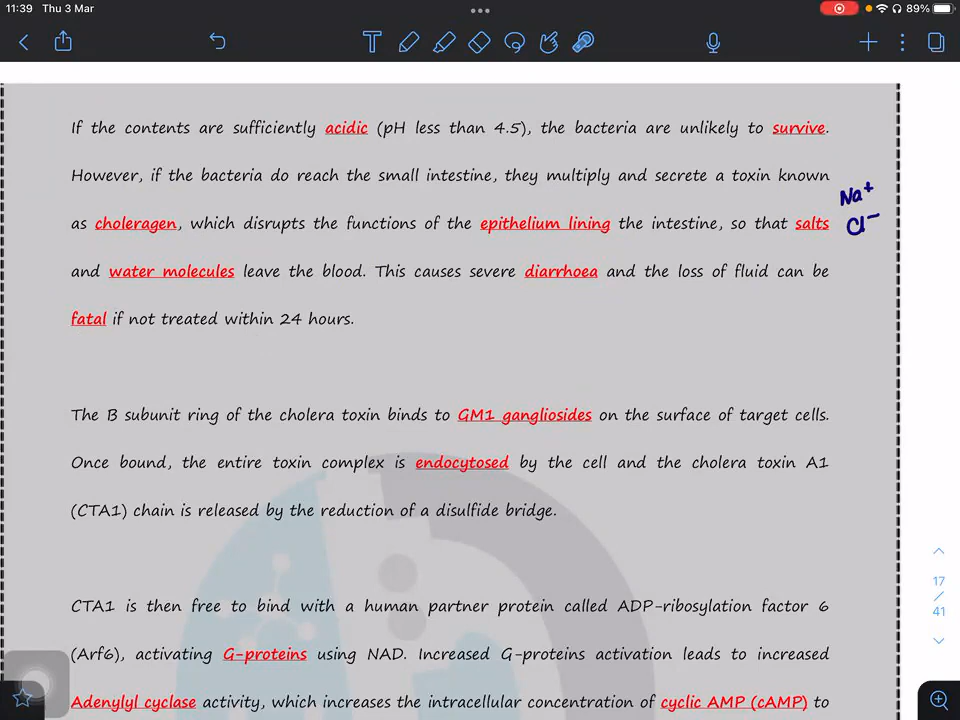 11:39 Thu 3 Mar
89%
If the contents are sufficiently acidic (pH less than 4.5), the bacteria are unlikely to survive.
However, if the bacteria do reach the small intestine, they multiply and secrete a toxin known
Na+
as choleragen, which disrupts the functions of the epithelium lining the intestine, so that salts
Cl−
and water molecules leave the blood. This causes severe diarrhoea and the loss of fluid can be
fatal if not treated within 24 hours.
The B subunit ring of the cholera toxin binds to GM1 gangliosides on the surface of target cells.
Once bound, the entire toxin complex is endocytosed by the cell and the cholera toxin A1
(CTA1) chain is released by the reduction of a disulfide bridge.
17
/
41
CTA1 is then free to bind with a human partner protein called ADP-ribosylation factor 6
(Arf6), activating G-proteins using NAD. Increased G-proteins activation leads to increased
Adenylyl cyclase activity, which increases the intracellular concentration of cyclic AMP (cAMP) to